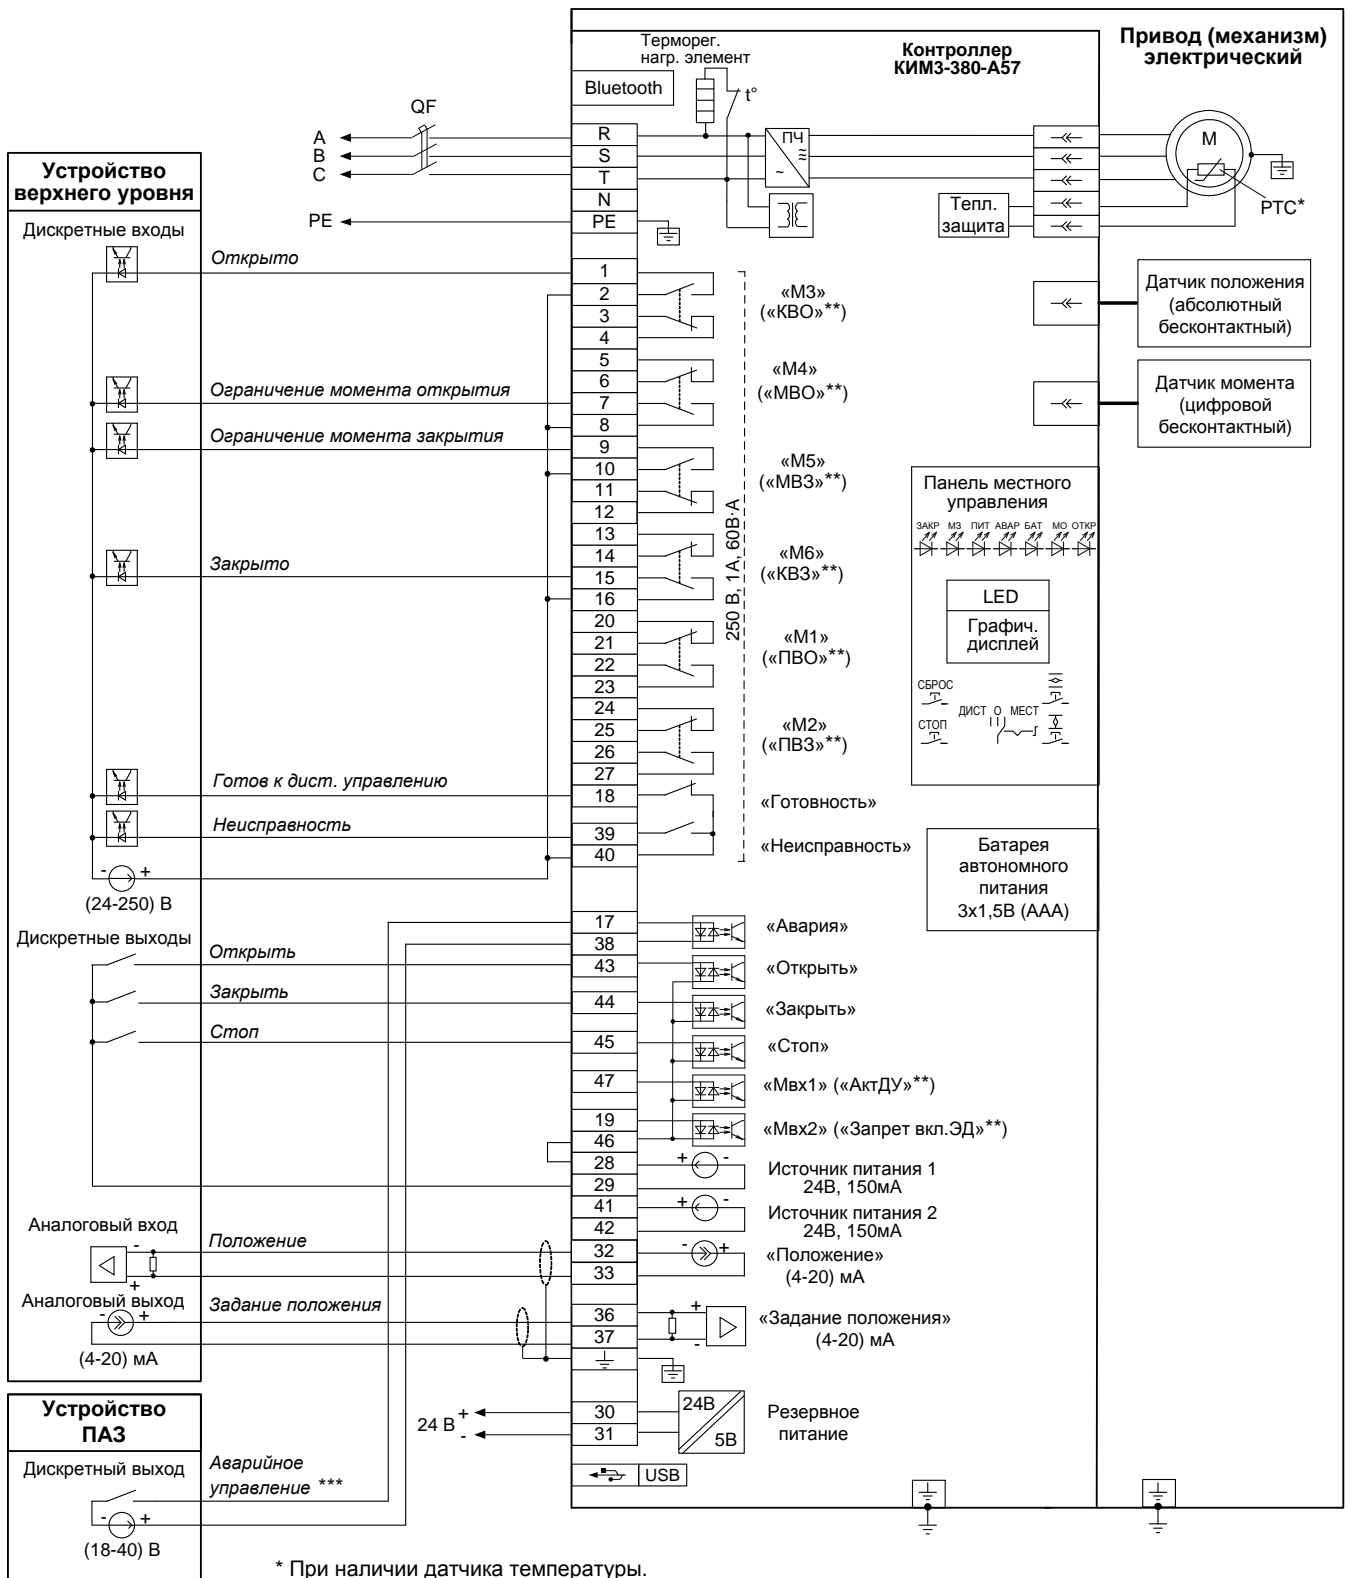 Привод (механизм)
электрический
Контроллер
КИМ3-380-А57
Терморег.
нагр. элемент
Bluetooth
t°
QF
A
B
C
PE
R
S
T
N
PE
ПЧ
~
≈
M
PTC*
Тепл.
защита
Устройство
верхнего уровня
Дискретные входы
Открыто
Ограничение момента открытия
Ограничение момента закрытия
Закрыто
Готов к дист. управлению
Неисправность
- +
(24-250) В
1
2
3
4
5
6
7
8
9
10
11
12
13
14
15
16
20
21
22
23
24
25
26
27
18
39
40
«М3»
(«КВО»**)
«М4»
(«МВО»**)
«М5»
(«МВЗ»**)
«М6»
(«КВЗ»**)
«М1»
(«ПВО»**)
«М2»
(«ПВЗ»**)
«Готовность»
«Неисправность»
250 В, 1А, 60В·А
Датчик положения
(абсолютный
бесконтактный)
Датчик момента
(цифровой
бесконтактный)
Панель местного
управления
ЗАКР МЗ ПИТ АВАР БАТ МО ОТКР
LED
Графич.
дисплей
СБРОС
СТОП
ДИСТ О МЕСТ
Батарея
автономного
питания
3х1,5В (ААА)
Дискретные выходы
Открыть
Закрыть
Стоп
17
38
43
44
45
47
19
46
28
29
41
42
32
33
36
37
30
31
«Авария»
«Открыть»
«Закрыть»
«Стоп»
«Мвх1» («АктДУ»**)
«Мвх2» («Запрет вкл.ЭД»**)
+ -
Источник питания 1
24В, 150мА
+ -
Источник питания 2
24В, 150мА
- +
«Положение»
(4-20) мА
+
-
«Задание положения»
(4-20) мА
Аналоговый вход
-
+
Положение
Аналоговый выход
- +
Задание положения
(4-20) мА
24 В
+
-
24В
5В
Резервное
питание
USB
Устройство
ПАЗ
Дискретный выход
Аварийное
управление ***
- +
(18-40) В
* При наличии датчика температуры.